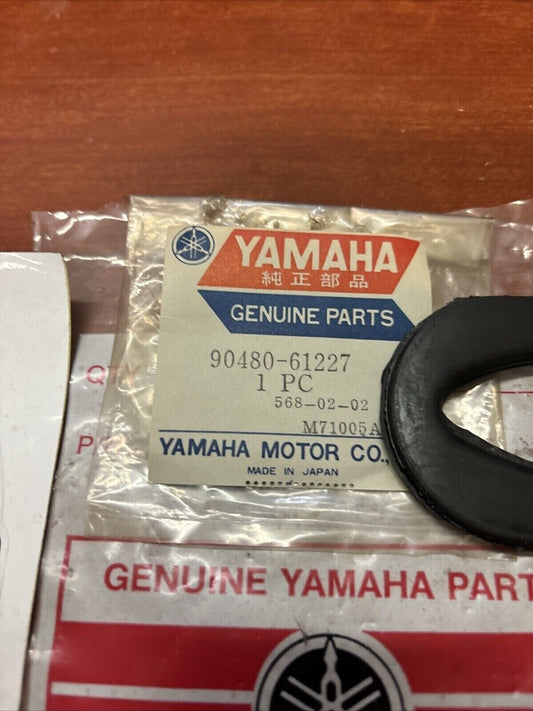 YAMAHA
純正部品
GENUINE PARTS
90480-61227
1 PC
568-02-02
M71005A
YAMAHA MOTOR CO.,
MADE IN JAPAN
QTY
GENUINE YAMAHA PART